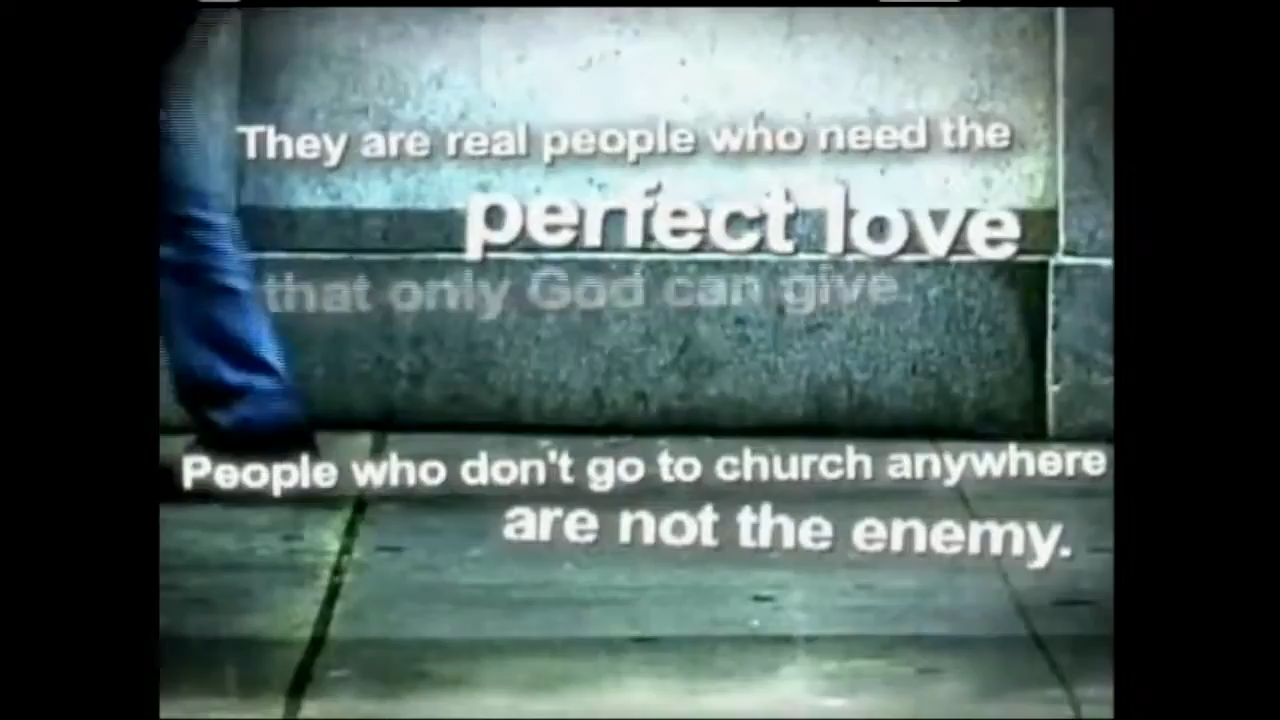 They are real people who need the
perfect love
that only God can give.
People who don't go to church anywhere
are not the enemy.